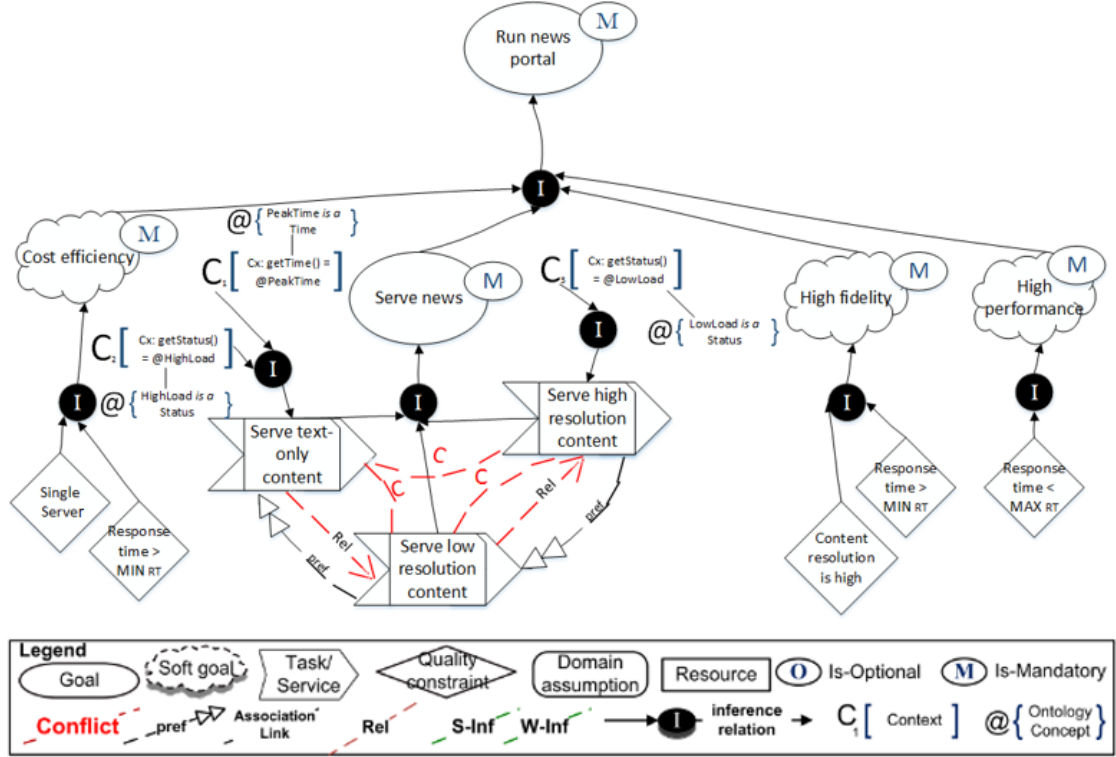 Run news
portal
M
I
Cost efficiency
M
@{ PeakTime is a
Time }
C1[ Cx: getTime() =
@PeakTime ]
Serve news
M
C3[ Cx: getStatus()
= @LowLoad ]
@{ LowLoad is a
Status }
High fidelity
M
High
performance
M
C2[ Cx: getStatus()
= @HighLoad ]
@{ HighLoad is a
Status }
I
I
I
I
I
I
Serve text-
only
content
Serve high
resolution
content
Serve low
resolution
content
C
C
C
Rel
Rel
pref
pref
Single
Server
Response
time >
MIN RT
Content
resolution
is high
Response
time >
MIN RT
Response
time <
MAX RT
Legend
Goal
Soft goal
Task/
Service
Quality
constraint
Domain
assumption
Resource
O Is-Optional
M Is-Mandatory
Conflict
pref
Association
Link
Rel
S-Inf
W-Inf
I inference
relation
C1[ Context ]
@{ Ontology
Concept }